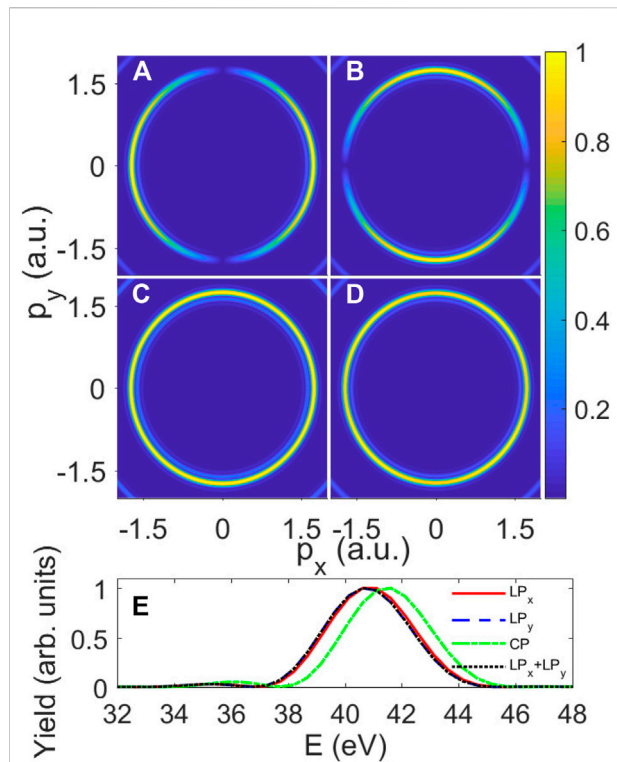 A
B
1
1.5
0
-1.5
0.8
0.6
C
D
0.4
1.5
0
-1.5
0.2
p_y (a.u.)
-1.5 0 1.5 -1.5 0 1.5
p_x (a.u.)
E
Yield (arb. units)
1
0.5
0
LP_x
LP_y
CP
LP_x+LP_y
32 34 36 38 40 42 44 46 48
E (eV)